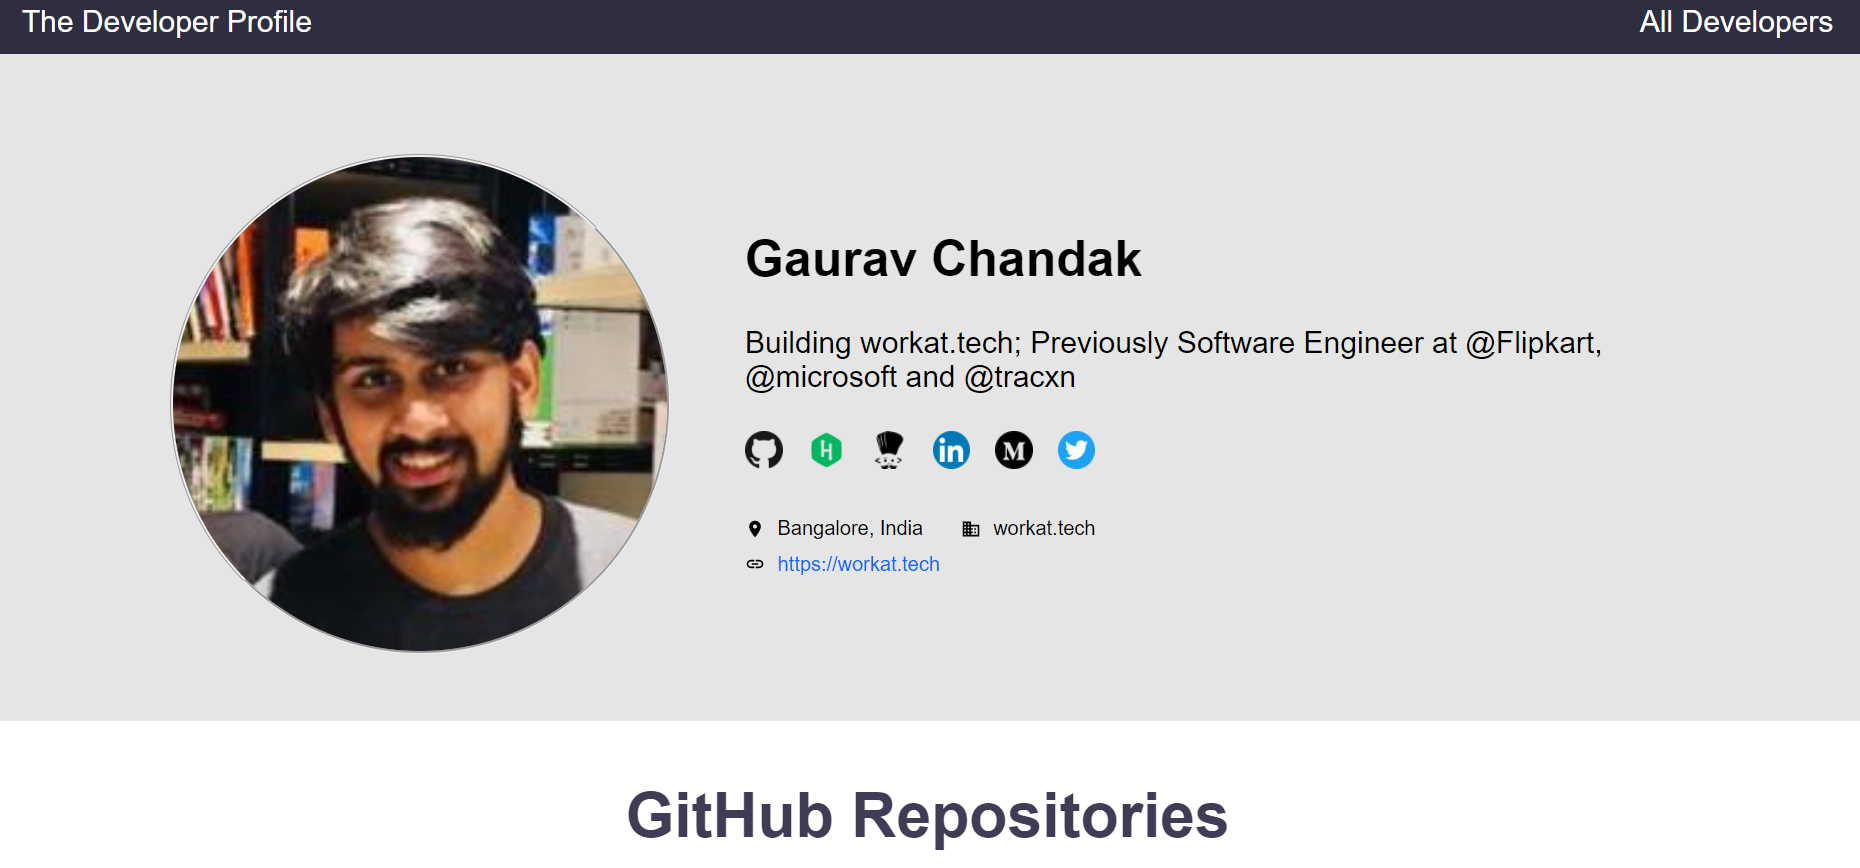 The Developer Profile
All Developers
Gaurav Chandak
Building workat.tech; Previously Software Engineer at @Flipkart,
@microsoft and @tracxn
H
in
M
Bangalore, India
workat.tech
https://workat.tech
GitHub Repositories